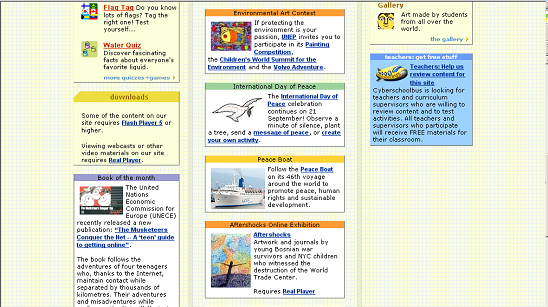 Flag Tag Do you know
lots of flags? Tag the
right one! Test
yourself...
Water Quiz
Discover fascinating
facts about everyone's
favorite liquid.
more quizzes+games >
downloads
Some of the content on our
site requires Flash Player 5 or
higher.
Viewing webcasts or other
video materials on our site
requires Real Player.
Book of the month
The United
Nations
Economic
Commission for
Europe (UNECE)
recently released a new
publication: "The Musketeers
Conquer the Net -- A 'teen' guide
to getting online".
The book follows the
adventures of four teenagers
who, thanks to the Internet,
maintain contact while
separated by thousands of
kilometres. Their adventures
and misadventures while
Environmental Art Contest
If protecting the
environment is your
passion, UNEP invites you
to participate in its Painting
Competition,
the Children's World Summit for the
Environment and the Volvo Adventure.
International Day of Peace
The International Day of
Peace celebration
continues on 21
September! Observe a
minute of silence, plant
a tree, send a message of peace, or create
your own activity.
Peace Boat
Follow the Peace Boat
on its 46th voyage
around the world to
promote peace, human
rights and sustainable
development.
Aftershocks Online Exhibition
Aftershocks
Artwork and journals by
young Bosnian war
survivors and NYC children
who witnessed the
destruction of the World
Trade Center.
Requires Real Player
Gallery
Art made by students
from all over the
world.
the gallery >
teachers: get free stuff
Teachers: Help us
review content for
this site
Cyberschoolbus is looking for
teachers and curriculum
supervisors who are willing to
review content and to test
activities. All teachers and
supervisors who participate
will receive FREE materials for
their classroom.